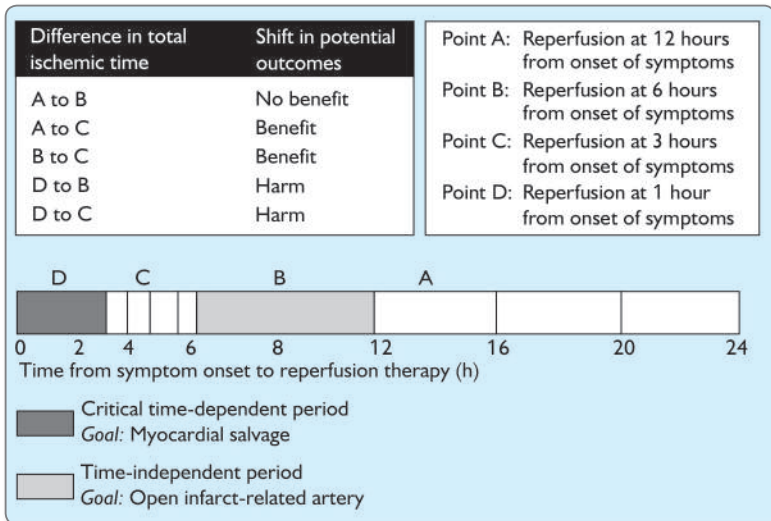 Difference in total Shift in potential
ischemic time outcomes
A to B No benefit
A to C Benefit
B to C Benefit
D to B Harm
D to C Harm
Point A: Reperfusion at 12 hours
from onset of symptoms
Point B: Reperfusion at 6 hours
from onset of symptoms
Point C: Reperfusion at 3 hours
from onset of symptoms
Point D: Reperfusion at 1 hour
from onset of symptoms
D C B A
0 2 4 6 8 12 16 20 24
Time from symptom onset to reperfusion therapy (h)
Critical time-dependent period
Goal: Myocardial salvage
Time-independent period
Goal: Open infarct-related artery